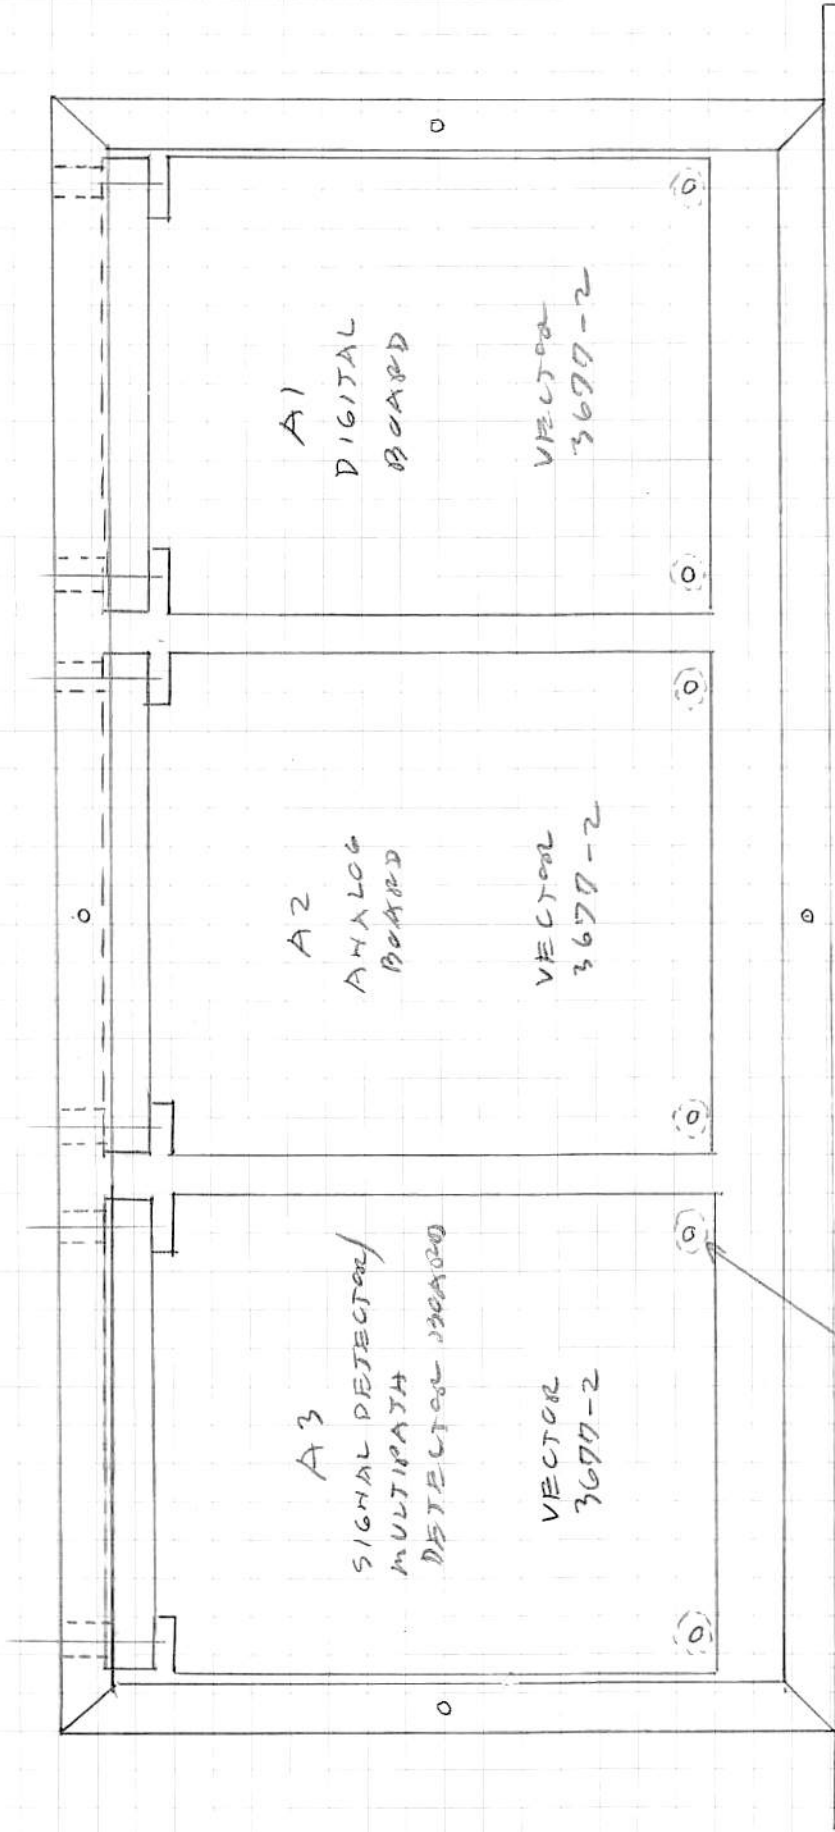 A3
SIGNAL DETECTOR/
MULTIPATH
DETECTOR BOARD
VECTOR
3677-2
A2
ANALOG
BOARD
VECTOR
3677-2
A1
DIGITAL
BOARD
VECTOR
3677-2